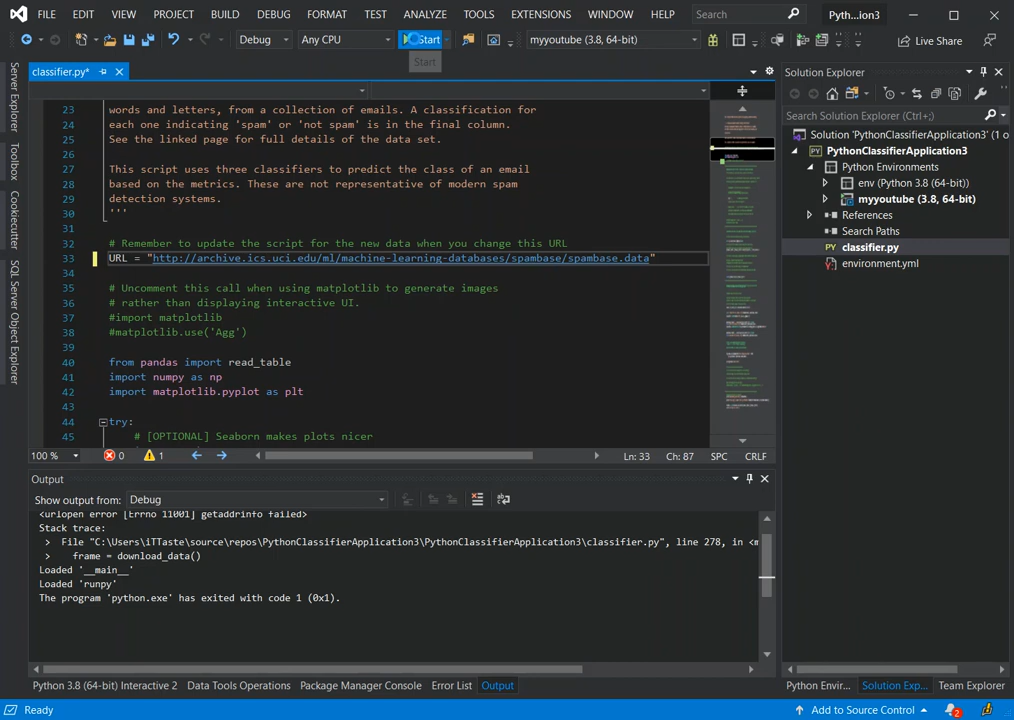 FILE EDIT VIEW PROJECT BUILD DEBUG FORMAT TEST ANALYZE TOOLS EXTENSIONS WINDOW HELP Search Pyth...ion3
Debug Any CPU Start myyoutube (3.8, 64-bit) Live Share
Start
Server Explorer
Toolbox
Cookiecutter
SQL Server Object Explorer
classifier.py*
23 words and letters, from a collection of emails. A classification for
24 each one indicating 'spam' or 'not spam' is in the final column.
25 See the linked page for full details of the data set.
26
27 This script uses three classifiers to predict the class of an email
28 based on the metrics. These are not representative of modern spam
29 detection systems.
30 '''
31
32 # Remember to update the script for the new data when you change this URL
33 URL = "http://archive.ics.uci.edu/ml/machine-learning-databases/spambase/spambase.data"
34
35 # Uncomment this call when using matplotlib to generate images
36 # rather than displaying interactive UI.
37 #import matplotlib
38 #matplotlib.use('Agg')
39
40 from pandas import read_table
41 import numpy as np
42 import matplotlib.pyplot as plt
43
44 try:
45 # [OPTIONAL] Seaborn makes plots nicer
100 % 0 1 Ln: 33 Ch: 87 SPC CRLF
Output
Show output from: Debug
<urlopen error [Errno 11001] getaddrinfo failed>
Stack trace:
> File "C:\Users\iTTaste\source\repos\PythonClassifierApplication3\PythonClassifierApplication3\classifier.py", line 278, in <m
> frame = download_data()
Loaded '__main__'
Loaded 'runpy'
The program 'python.exe' has exited with code 1 (0x1).
Python 3.8 (64-bit) Interactive 2 Data Tools Operations Package Manager Console Error List Output
Solution Explorer
Search Solution Explorer (Ctrl+;)
Solution 'PythonClassifierApplication3' (1 o
PY PythonClassifierApplication3
Python Environments
env (Python 3.8 (64-bit))
myyoutube (3.8, 64-bit)
References
Search Paths
PY classifier.py
environment.yml
Python Envir... Solution Exp... Team Explorer
Ready Add to Source Control 2